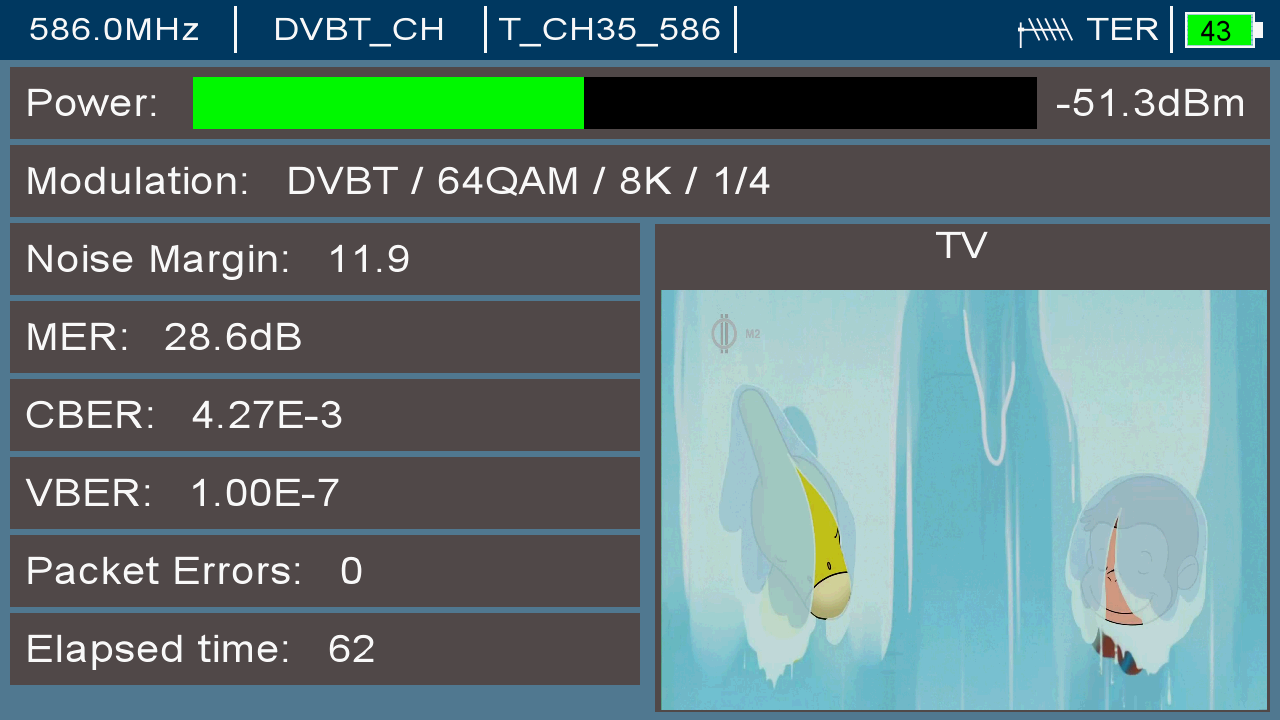 586.0MHz DVBT_CH T_CH35_586 TER 43
Power: -51.3dBm
Modulation: DVBT / 64QAM / 8K / 1/4
Noise Margin: 11.9
TV
MER: 28.6dB
M2
CBER: 4.27E-3
VBER: 1.00E-7
Packet Errors: 0
Elapsed time: 62